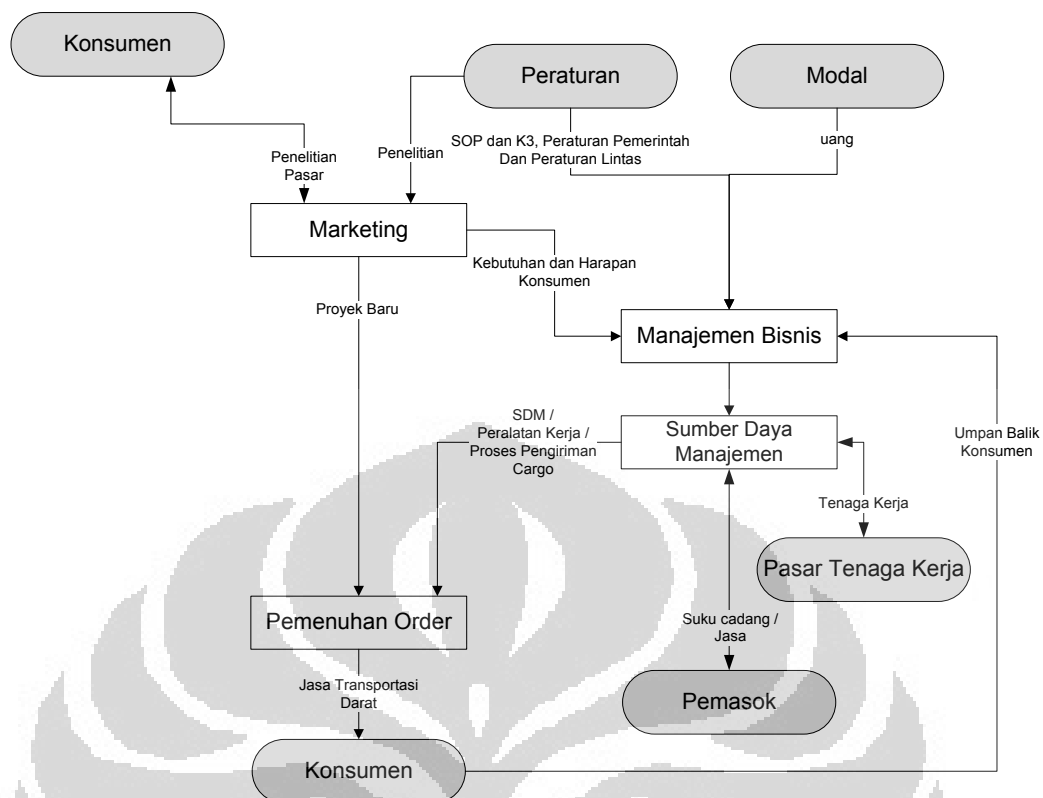 Konsumen
Peraturan
Modal
SOP dan K3, Peraturan Pemerintah
Dan Peraturan Lintas
uang
Penelitian
Pasar
Penelitian
Marketing
Kebutuhan dan Harapan
Konsumen
Proyek Baru
Manajemen Bisnis
SDM /
Peralatan Kerja /
Proses Pengiriman
Cargo
Sumber Daya
Manajemen
Umpan Balik
Konsumen
Tenaga Kerja
Pasar Tenaga Kerja
Pemenuhan Order
Suku cadang /
Jasa
Jasa Transportasi
Darat
Pemasok
Konsumen